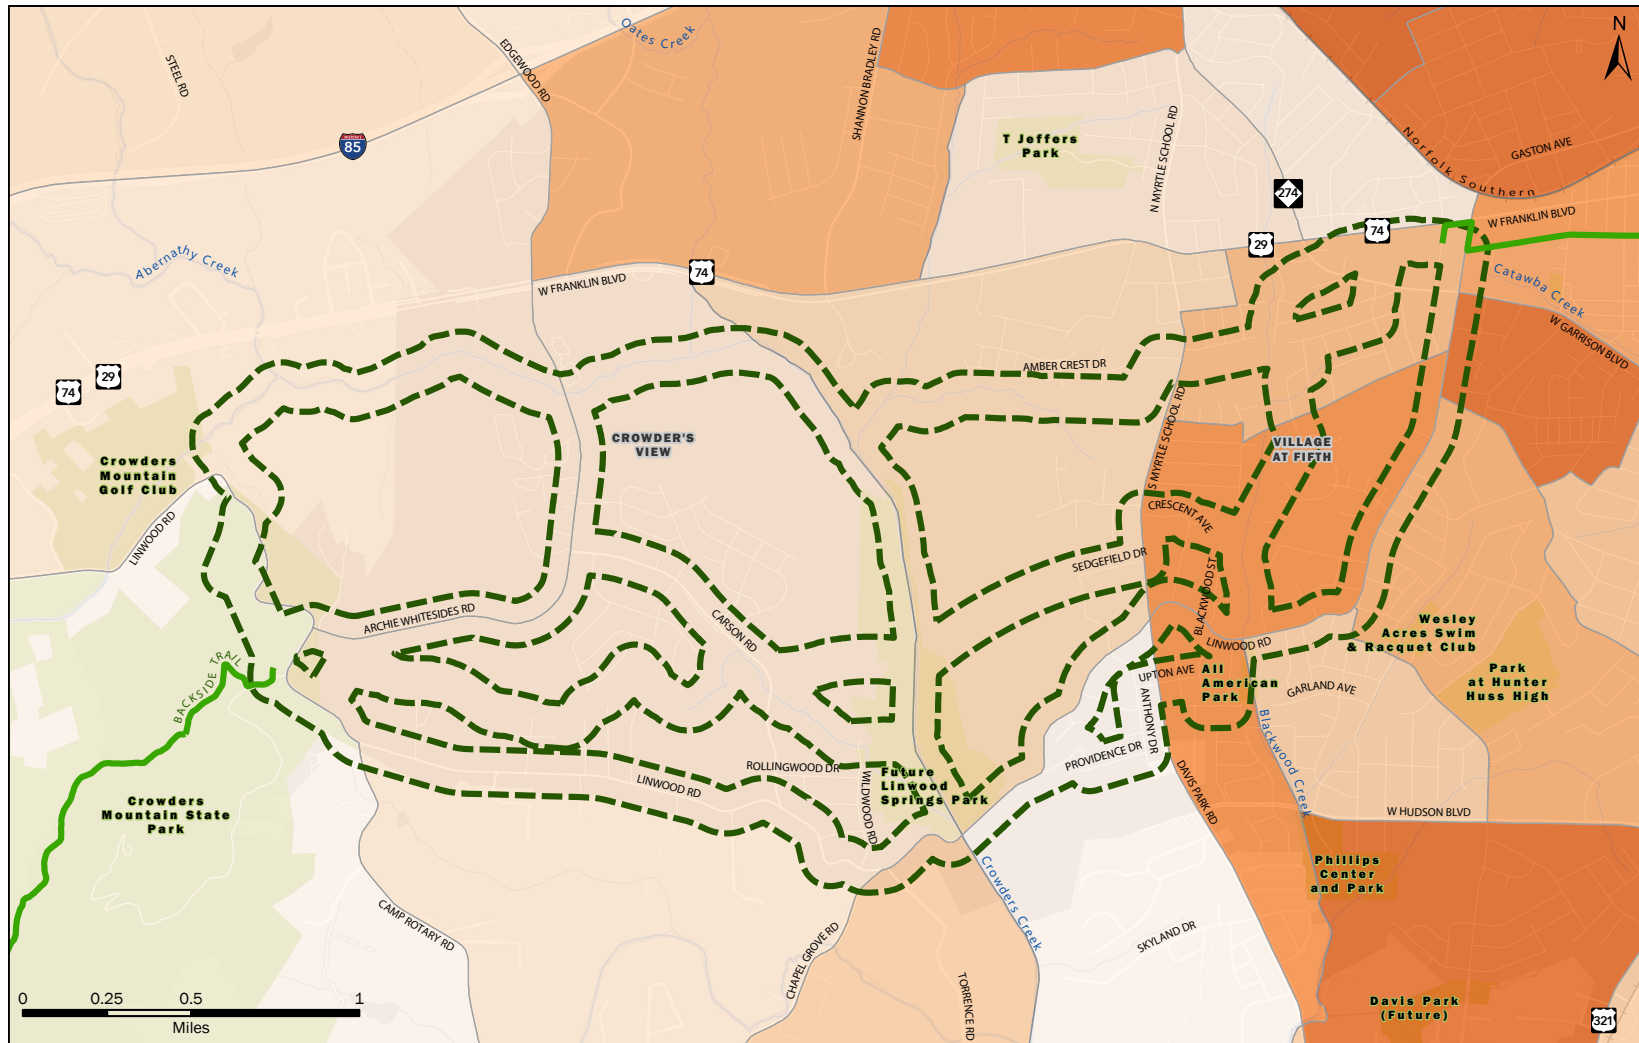 Oates Creek
N
STEEL RD
EDGEWOOD RD
SHANNON BRADLEY RD
85
T Jeffers
Park
N MYRTLE SCHOOL RD
Norfolk Southern
GASTON AVE
274
W FRANKLIN BLVD
29
74
Abernathy Creek
74
W FRANKLIN BLVD
Catawba Creek
W GARRISON BLVD
74
29
AMBER CREST DR
S MYRTLE SCHOOL RD
CROWDER'S
VIEW
VILLAGE
AT FIFTH
Crowders
Mountain
Golf Club
LINWOOD RD
CRESCENT AVE
SEDGEFIELD DR
BLACKWOOD ST
ARCHIE WHITESIDES RD
CARSON RD
LINWOOD RD
Wesley
Acres Swim
& Racquet Club
BACKSIDE TRAIL
UPTON AVE
All
American
Park
GARLAND AVE
Park
at Hunter
Huss High
ANTHONY DR
PROVIDENCE DR
Blackwood Creek
LINWOOD RD
ROLLINGWOOD DR
WILDWOOD RD
Future
Linwood
Springs Park
DAVIS PARK RD
W HUDSON BLVD
Crowders
Mountain State
Park
Phillips
Center
and Park
Crowders Creek
CAMP ROTARY RD
CHAPEL GROVE RD
SKYLAND DR
TORRENCE RD
Davis Park
(Future)
321
0 0.25 0.5 1
Miles